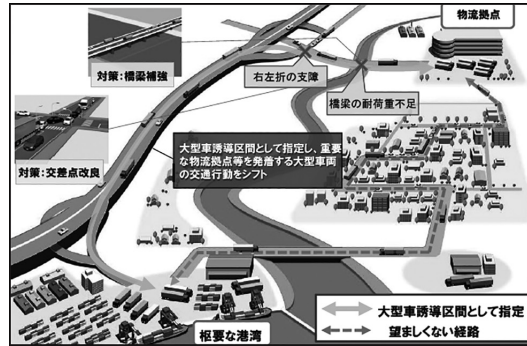 物流拠点
対策：橋梁補強
右左折の支障
橋梁の耐荷重不足
対策：交差点改良
大型車誘導区間として指定し、重要
な物流拠点等を発着する大型車両
の交通行動をシフト
枢要な港湾
大型車誘導区間として指定
望ましくない経路